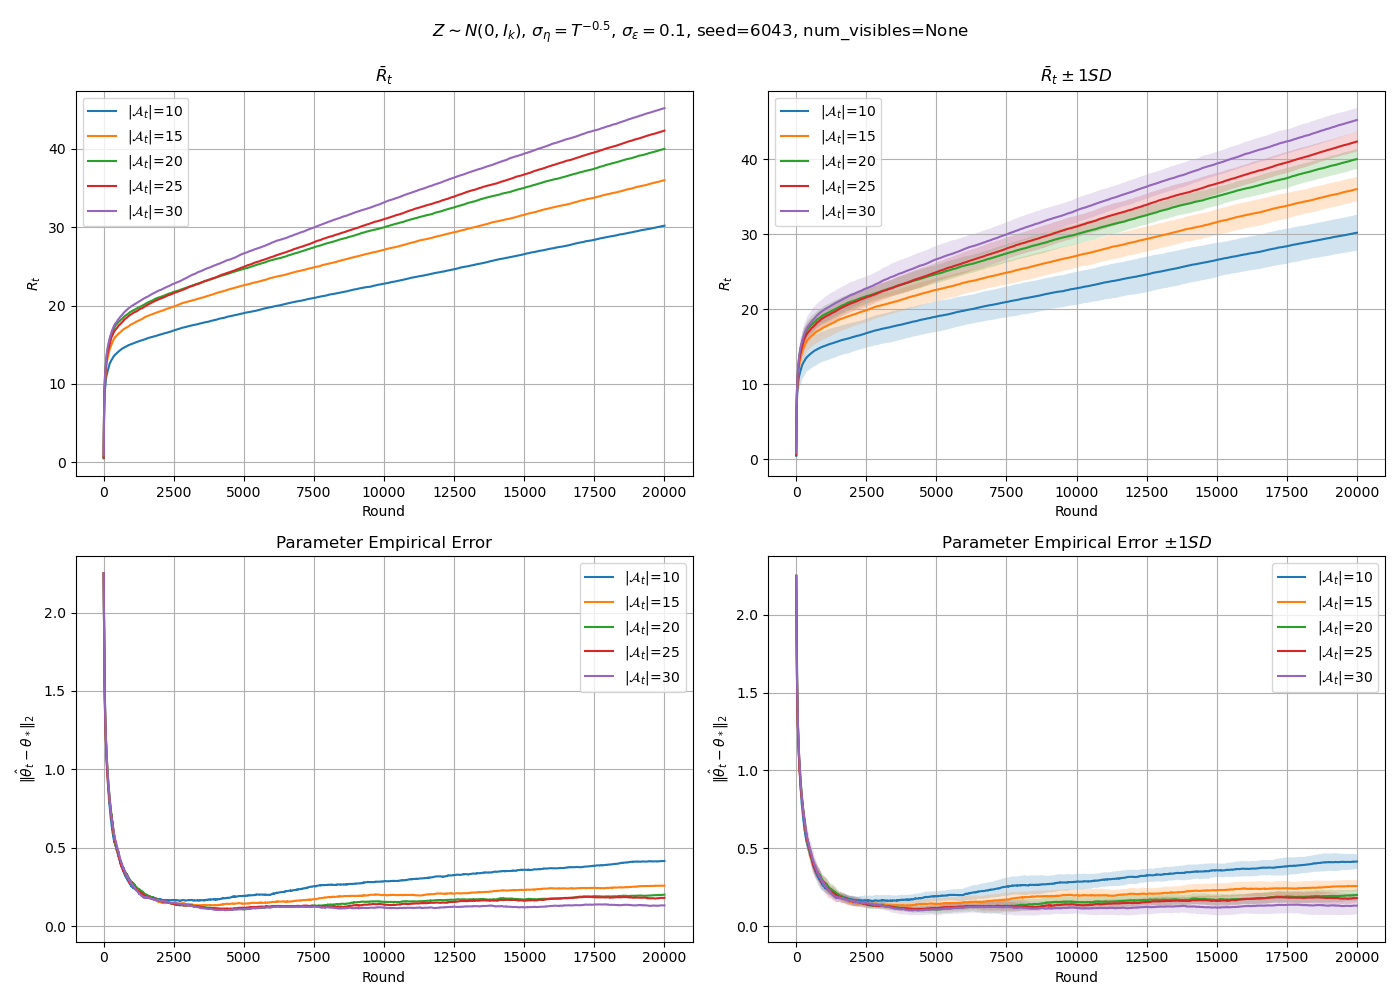 Z ~ N(0, I_k), σ_η = T^{-0.5}, σ_ε = 0.1, seed=6043, num_visibles=None
R̄_t
R̄_t ± 1SD
|𝒜_t|=10
|𝒜_t|=15
|𝒜_t|=20
|𝒜_t|=25
|𝒜_t|=30
R_t
40
30
20
10
0
0 2500 5000 7500 10000 12500 15000 17500 20000
Round
|𝒜_t|=10
|𝒜_t|=15
|𝒜_t|=20
|𝒜_t|=25
|𝒜_t|=30
R_t
40
30
20
10
0
0 2500 5000 7500 10000 12500 15000 17500 20000
Round
Parameter Empirical Error
|𝒜_t|=10
|𝒜_t|=15
|𝒜_t|=20
|𝒜_t|=25
|𝒜_t|=30
‖θ̂_t − θ_*‖_2
2.0
1.5
1.0
0.5
0.0
0 2500 5000 7500 10000 12500 15000 17500 20000
Round
Parameter Empirical Error ±1SD
|𝒜_t|=10
|𝒜_t|=15
|𝒜_t|=20
|𝒜_t|=25
|𝒜_t|=30
‖θ̂_t − θ_*‖_2
2.0
1.5
1.0
0.5
0.0
0 2500 5000 7500 10000 12500 15000 17500 20000
Round